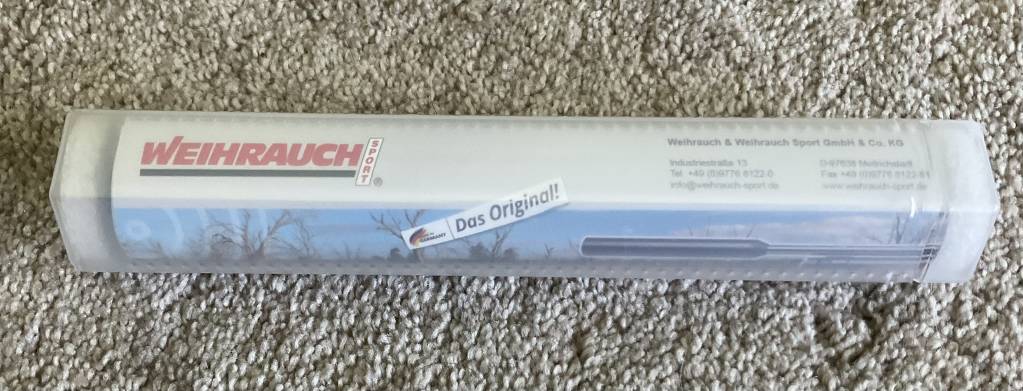 WEIHRAUCH SPORT ®
Weihrauch & Weihrauch Sport GmbH & Co. KG
Industriestraße 13
D-97638 Mellrichstadt
Tel. +49 (0)9776 8122-0
Fax +49 (0)9776 8122-81
info@weihrauch-sport.de
www.weihrauch-sport.de
GERMANY
Das Original!